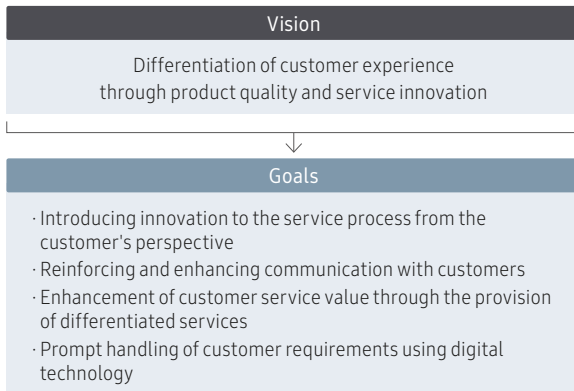 Vision
Differentiation of customer experience
through product quality and service innovation
Goals
· Introducing innovation to the service process from the
customer's perspective
· Reinforcing and enhancing communication with customers
· Enhancement of customer service value through the provision
of differentiated services
· Prompt handling of customer requirements using digital
technology